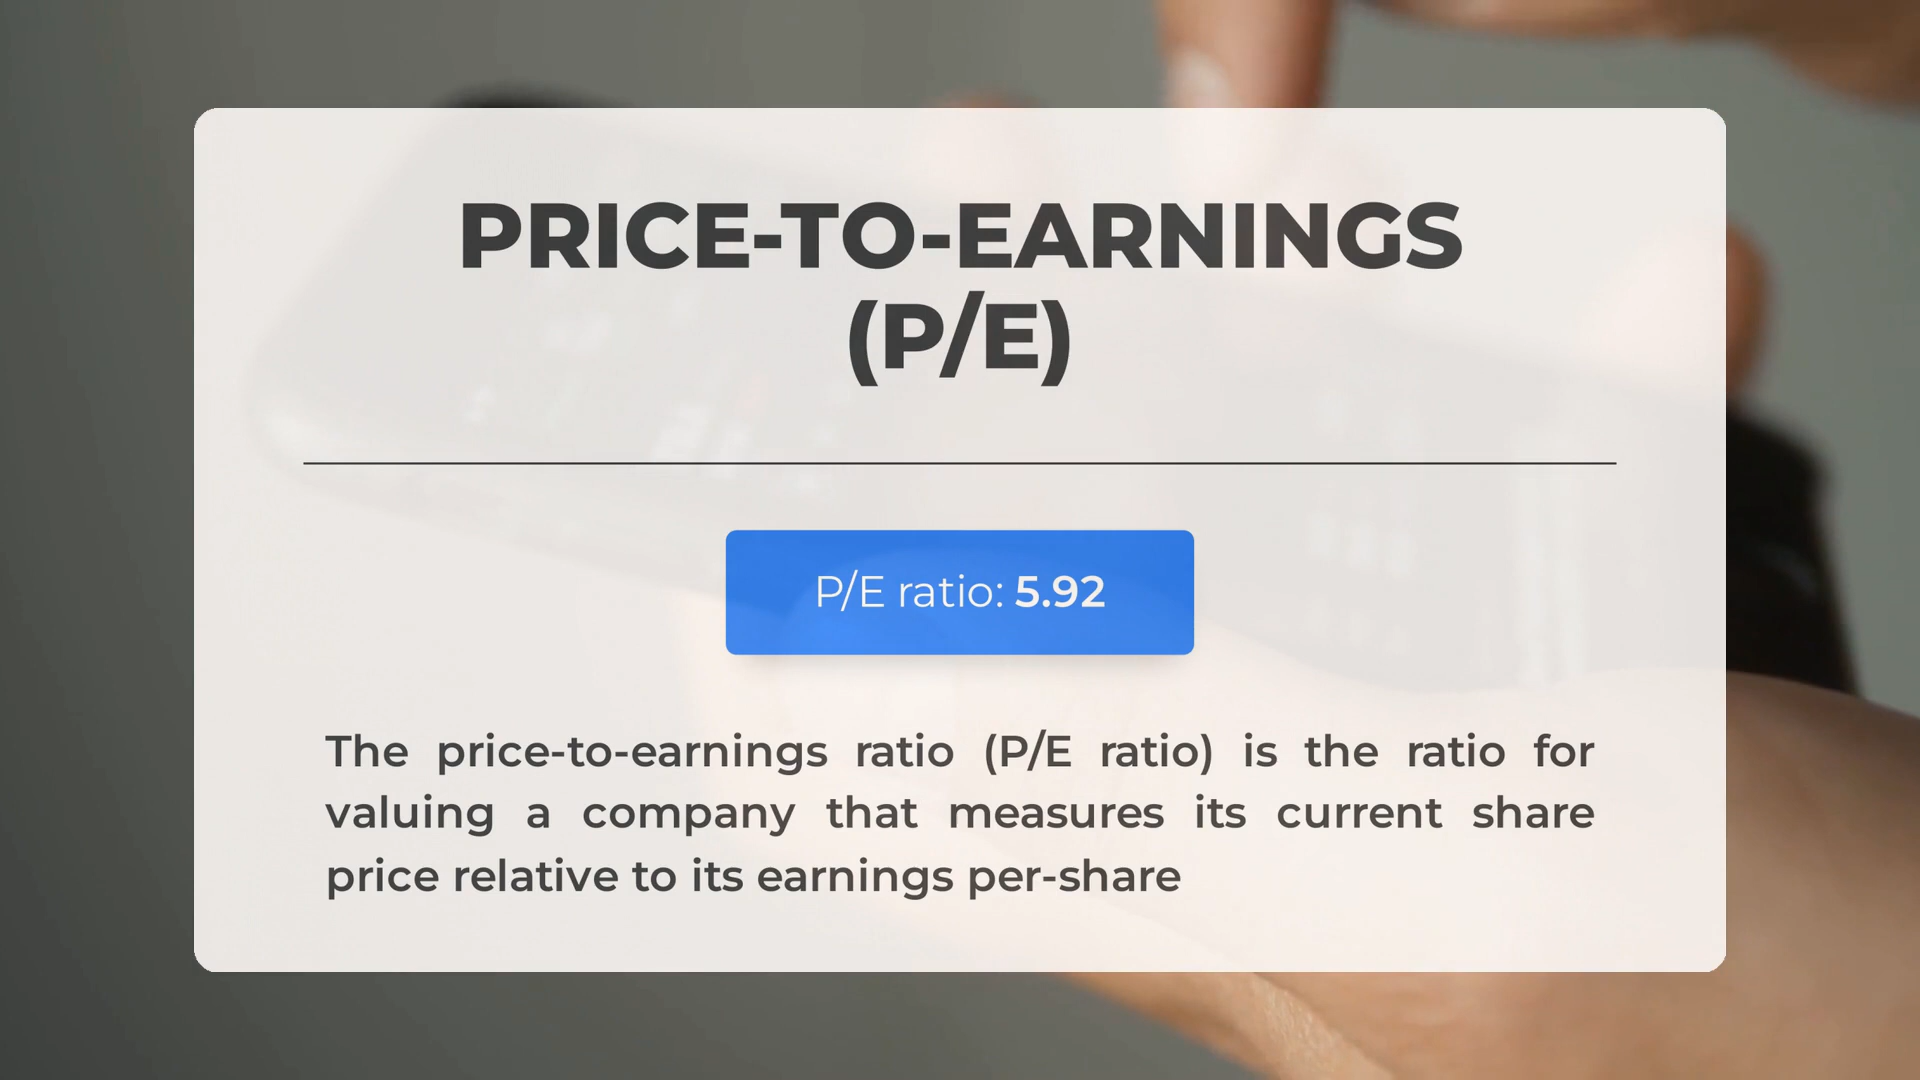 PRICE-TO-EARNINGS
(P/E)
P/E ratio: 5.92
The price-to-earnings ratio (P/E ratio) is the ratio for
valuing a company that measures its current share
price relative to its earnings per-share